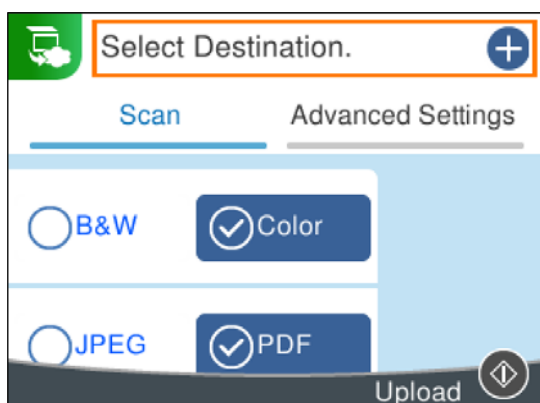 Select Destination.
Scan Advanced Settings
B&W Color
JPEG PDF
Upload